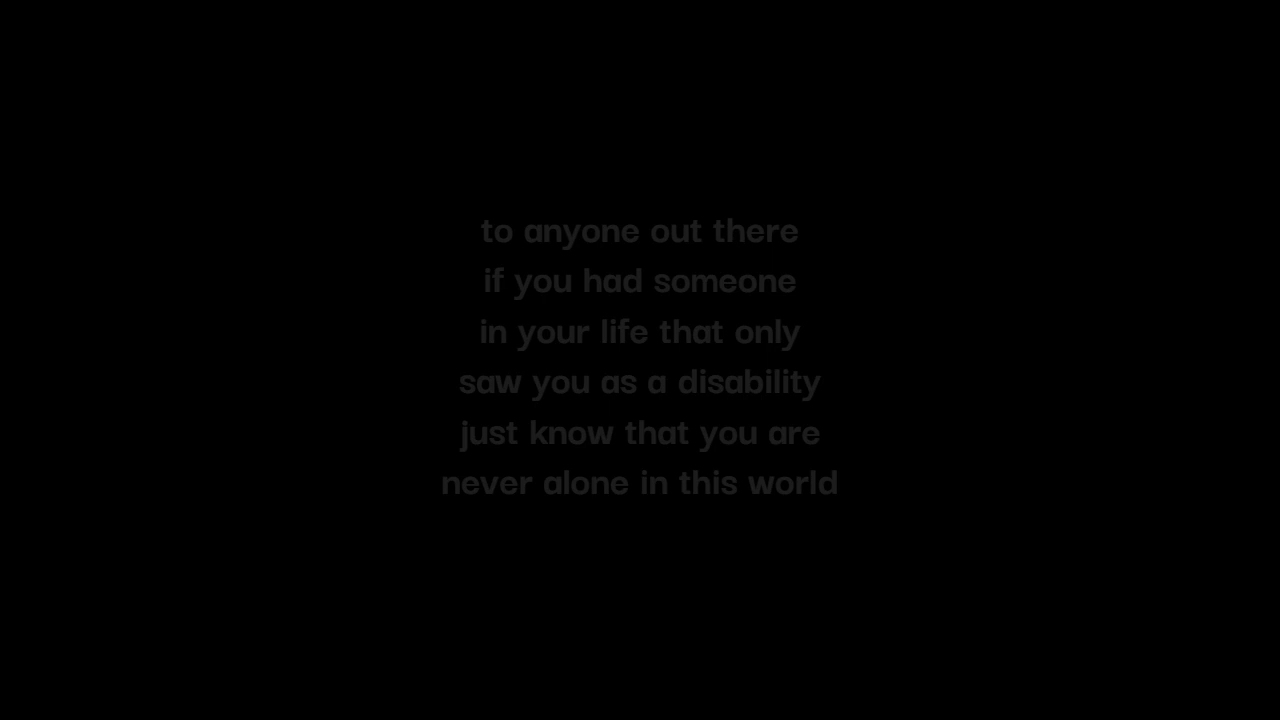 to anyone out there
if you had someone
in your life that only
saw you as a disability
just know that you are
never alone in this world